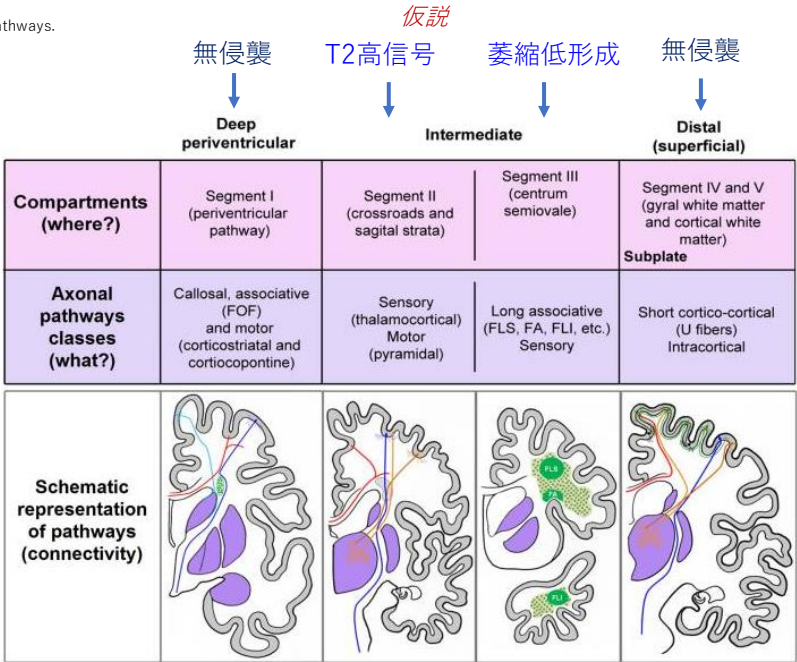 仮説
athways.
無侵襲
T2高信号
萎縮低形成
無侵襲
Deep
periventricular
Intermediate
Distal
(superficial)
Compartments
(where?)
Segment I
(periventricular
pathway)
Segment II
(crossroads and
sagital strata)
Segment III
(centrum
semiovale)
Segment IV and V
(gyral white matter
and cortical white
matter)
Subplate
Axonal
pathways
classes
(what?)
Callosal, associative
(FOF)
and motor
(corticostriatal and
cortiocopontine)
Sensory
(thalamocortical)
Motor
(pyramidal)
Long associative
(FLS, FA, FLI, etc.)
Sensory
Short cortico-cortical
(U fibers)
Intracortical
Schematic
representation
of pathways
(connectivity)
FLS
FA
FLI